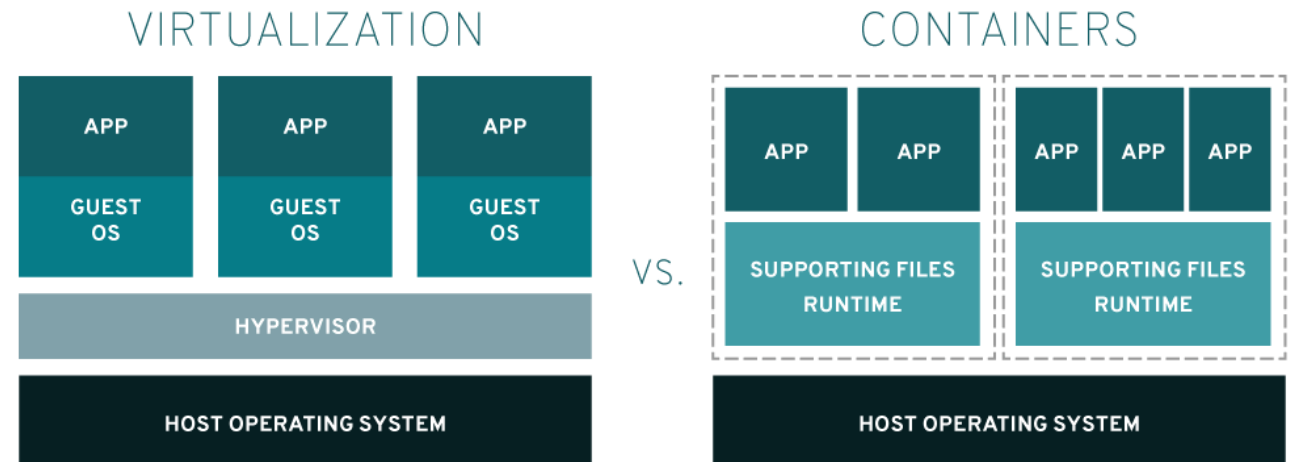 VIRTUALIZATION
APP
APP
APP
GUEST
OS
GUEST
OS
GUEST
OS
HYPERVISOR
HOST OPERATING SYSTEM
VS.
CONTAINERS
APP
APP
APP
APP
APP
SUPPORTING FILES
RUNTIME
SUPPORTING FILES
RUNTIME
HOST OPERATING SYSTEM